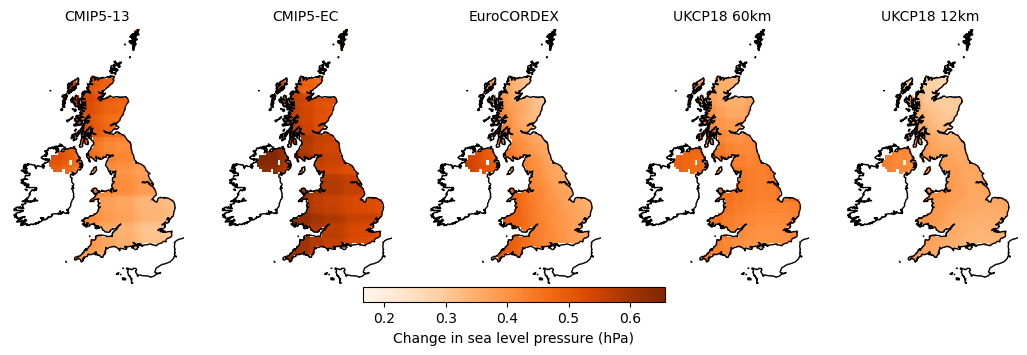 CMIP5-13
CMIP5-EC
EuroCORDEX
UKCP18 60km
UKCP18 12km
0.2
0.3
0.4
0.5
0.6
Change in sea level pressure (hPa)